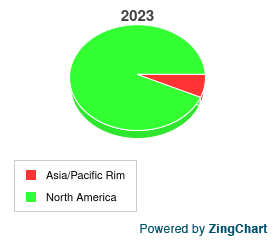 2023
Asia/Pacific Rim
North America
Powered by ZingChart